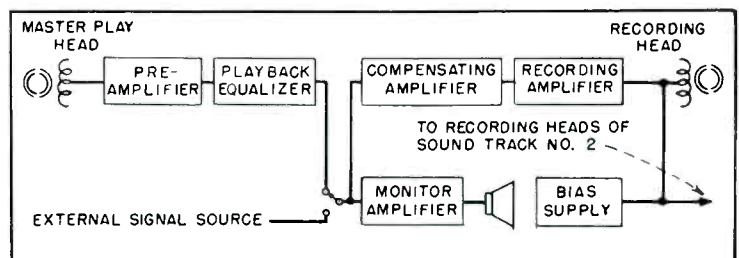 MASTER PLAY
HEAD
RECORDING
HEAD
PRE-
AMPLIFIER
PLAYBACK
EQUALIZER
COMPENSATING
AMPLIFIER
RECORDING
AMPLIFIER
TO RECORDING HEADS OF
SOUND TRACK NO. 2
MONITOR
AMPLIFIER
BIAS
SUPPLY
EXTERNAL SIGNAL SOURCE